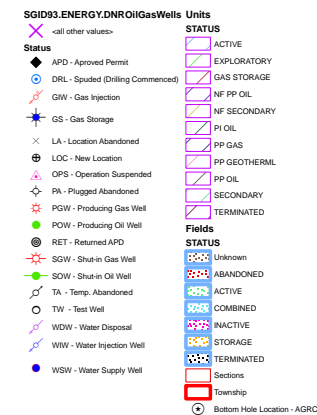 SGID93.ENERGY.DNROilGasWells
<all other values>
Status
APD - Aproved Permit
DRL - Spuded (Drilling Commenced)
GIW - Gas Injection
GS - Gas Storage
LA - Location Abandoned
LOC - New Location
OPS - Operation Suspended
PA - Plugged Abandoned
PGW - Producing Gas Well
POW - Producing Oil Well
RET - Returned APD
SGW - Shut-in Gas Well
SOW - Shut-in Oil Well
TA - Temp. Abandoned
TW - Test Well
WDW - Water Disposal
WIW - Water Injection Well
WSW - Water Supply Well
Units
STATUS
ACTIVE
EXPLORATORY
GAS STORAGE
NF PP OIL
NF SECONDARY
PI OIL
PP GAS
PP GEOTHERML
PP OIL
SECONDARY
TERMINATED
Fields
STATUS
Unknown
ABANDONED
ACTIVE
COMBINED
INACTIVE
STORAGE
TERMINATED
Sections
Township
Bottom Hole Location - AGRC